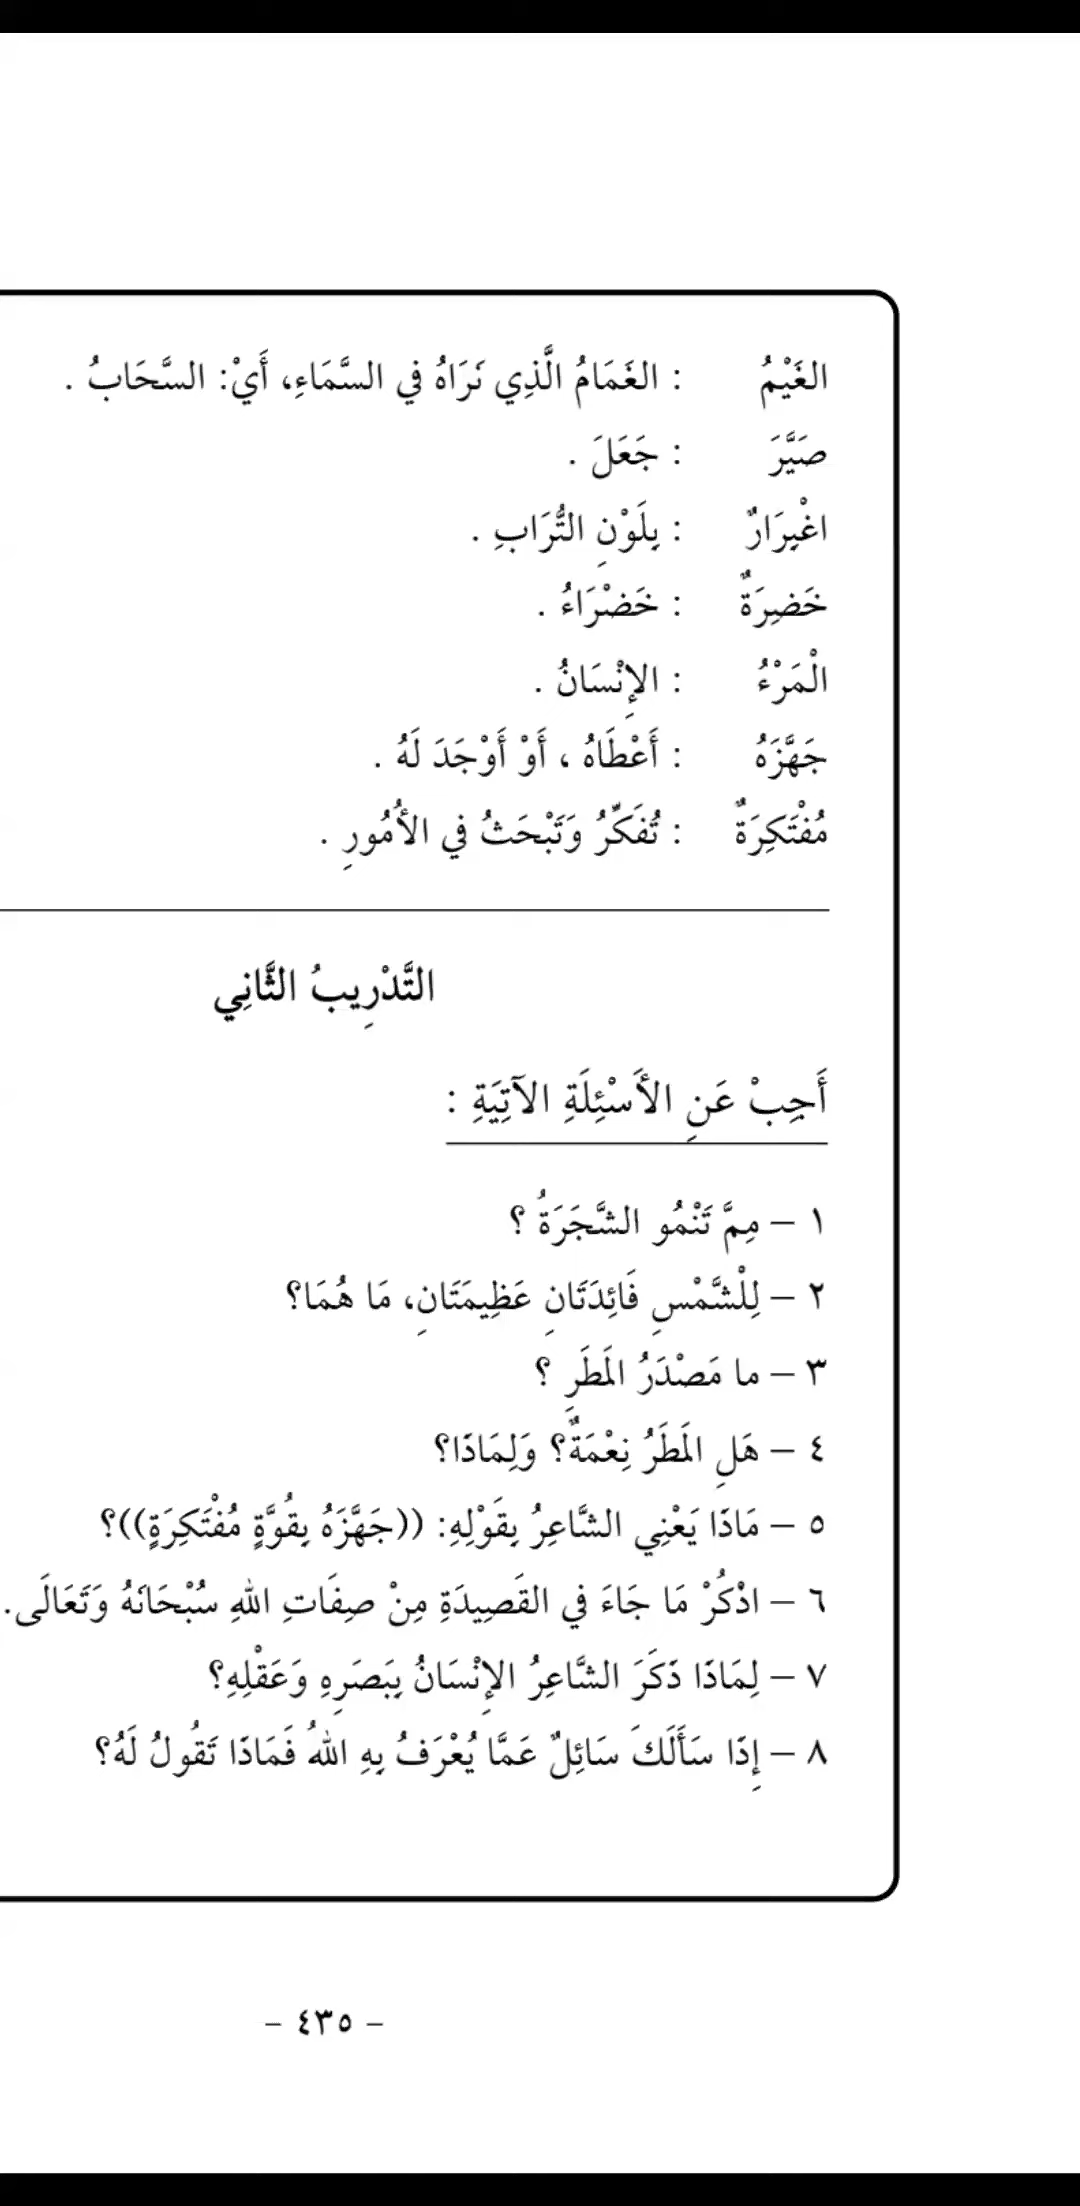 الغَيْمُ : الغَمَامُ الَّذِي نَرَاهُ فِي السَّمَاءِ، أَيْ: السَّحَابُ .
صَيَّرَ : جَعَلَ .
اغْبِرَارٌ : بِلَوْنِ التُّرَابِ .
خَضِرَةٌ : خَضْرَاءُ .
الْمَرْءُ : الإِنْسَانُ .
جَهَّزَهُ : أَعْطَاهُ ، أَوْ أَوْجَدَ لَهُ .
مُفْتَكِرَةٌ : تُفَكِّرُ وَتَبْحَثُ فِي الأُمُورِ .
التَّدْرِيبُ الثَّانِي
أَجِبْ عَنِ الأَسْئِلَةِ الآتِيَةِ :
١ – مِمَّ تَنْمُو الشَّجَرَةُ ؟
٢ – لِلْشَّمْسِ فَائِدَتَانِ عَظِيمَتَانِ، مَا هُمَا؟
٣ – ما مَصْدَرُ المَطَرِ ؟
٤ – هَلِ المَطَرُ نِعْمَةٌ؟ وَلِمَاذَا؟
٥ – مَاذَا يَعْنِي الشَّاعِرُ بِقَوْلِهِ: ((جَهَّزَهُ بِقُوَّةٍ مُفْتَكِرَةٍ))؟
٦ – اذْكُرْ مَا جَاءَ فِي القَصِيدَةِ مِنْ صِفَاتِ اللهِ سُبْحَانَهُ وَتَعَالَى.
٧ – لِمَاذَا ذَكَرَ الشَّاعِرُ الإِنْسَانُ بِبَصَرِهِ وَعَقْلِهِ؟
٨ – إِذَا سَأَلَكَ سَائِلٌ عَمَّا يُعْرَفُ بِهِ اللهُ فَمَاذَا تَقُولُ لَهُ؟
– ٤٣٥ –